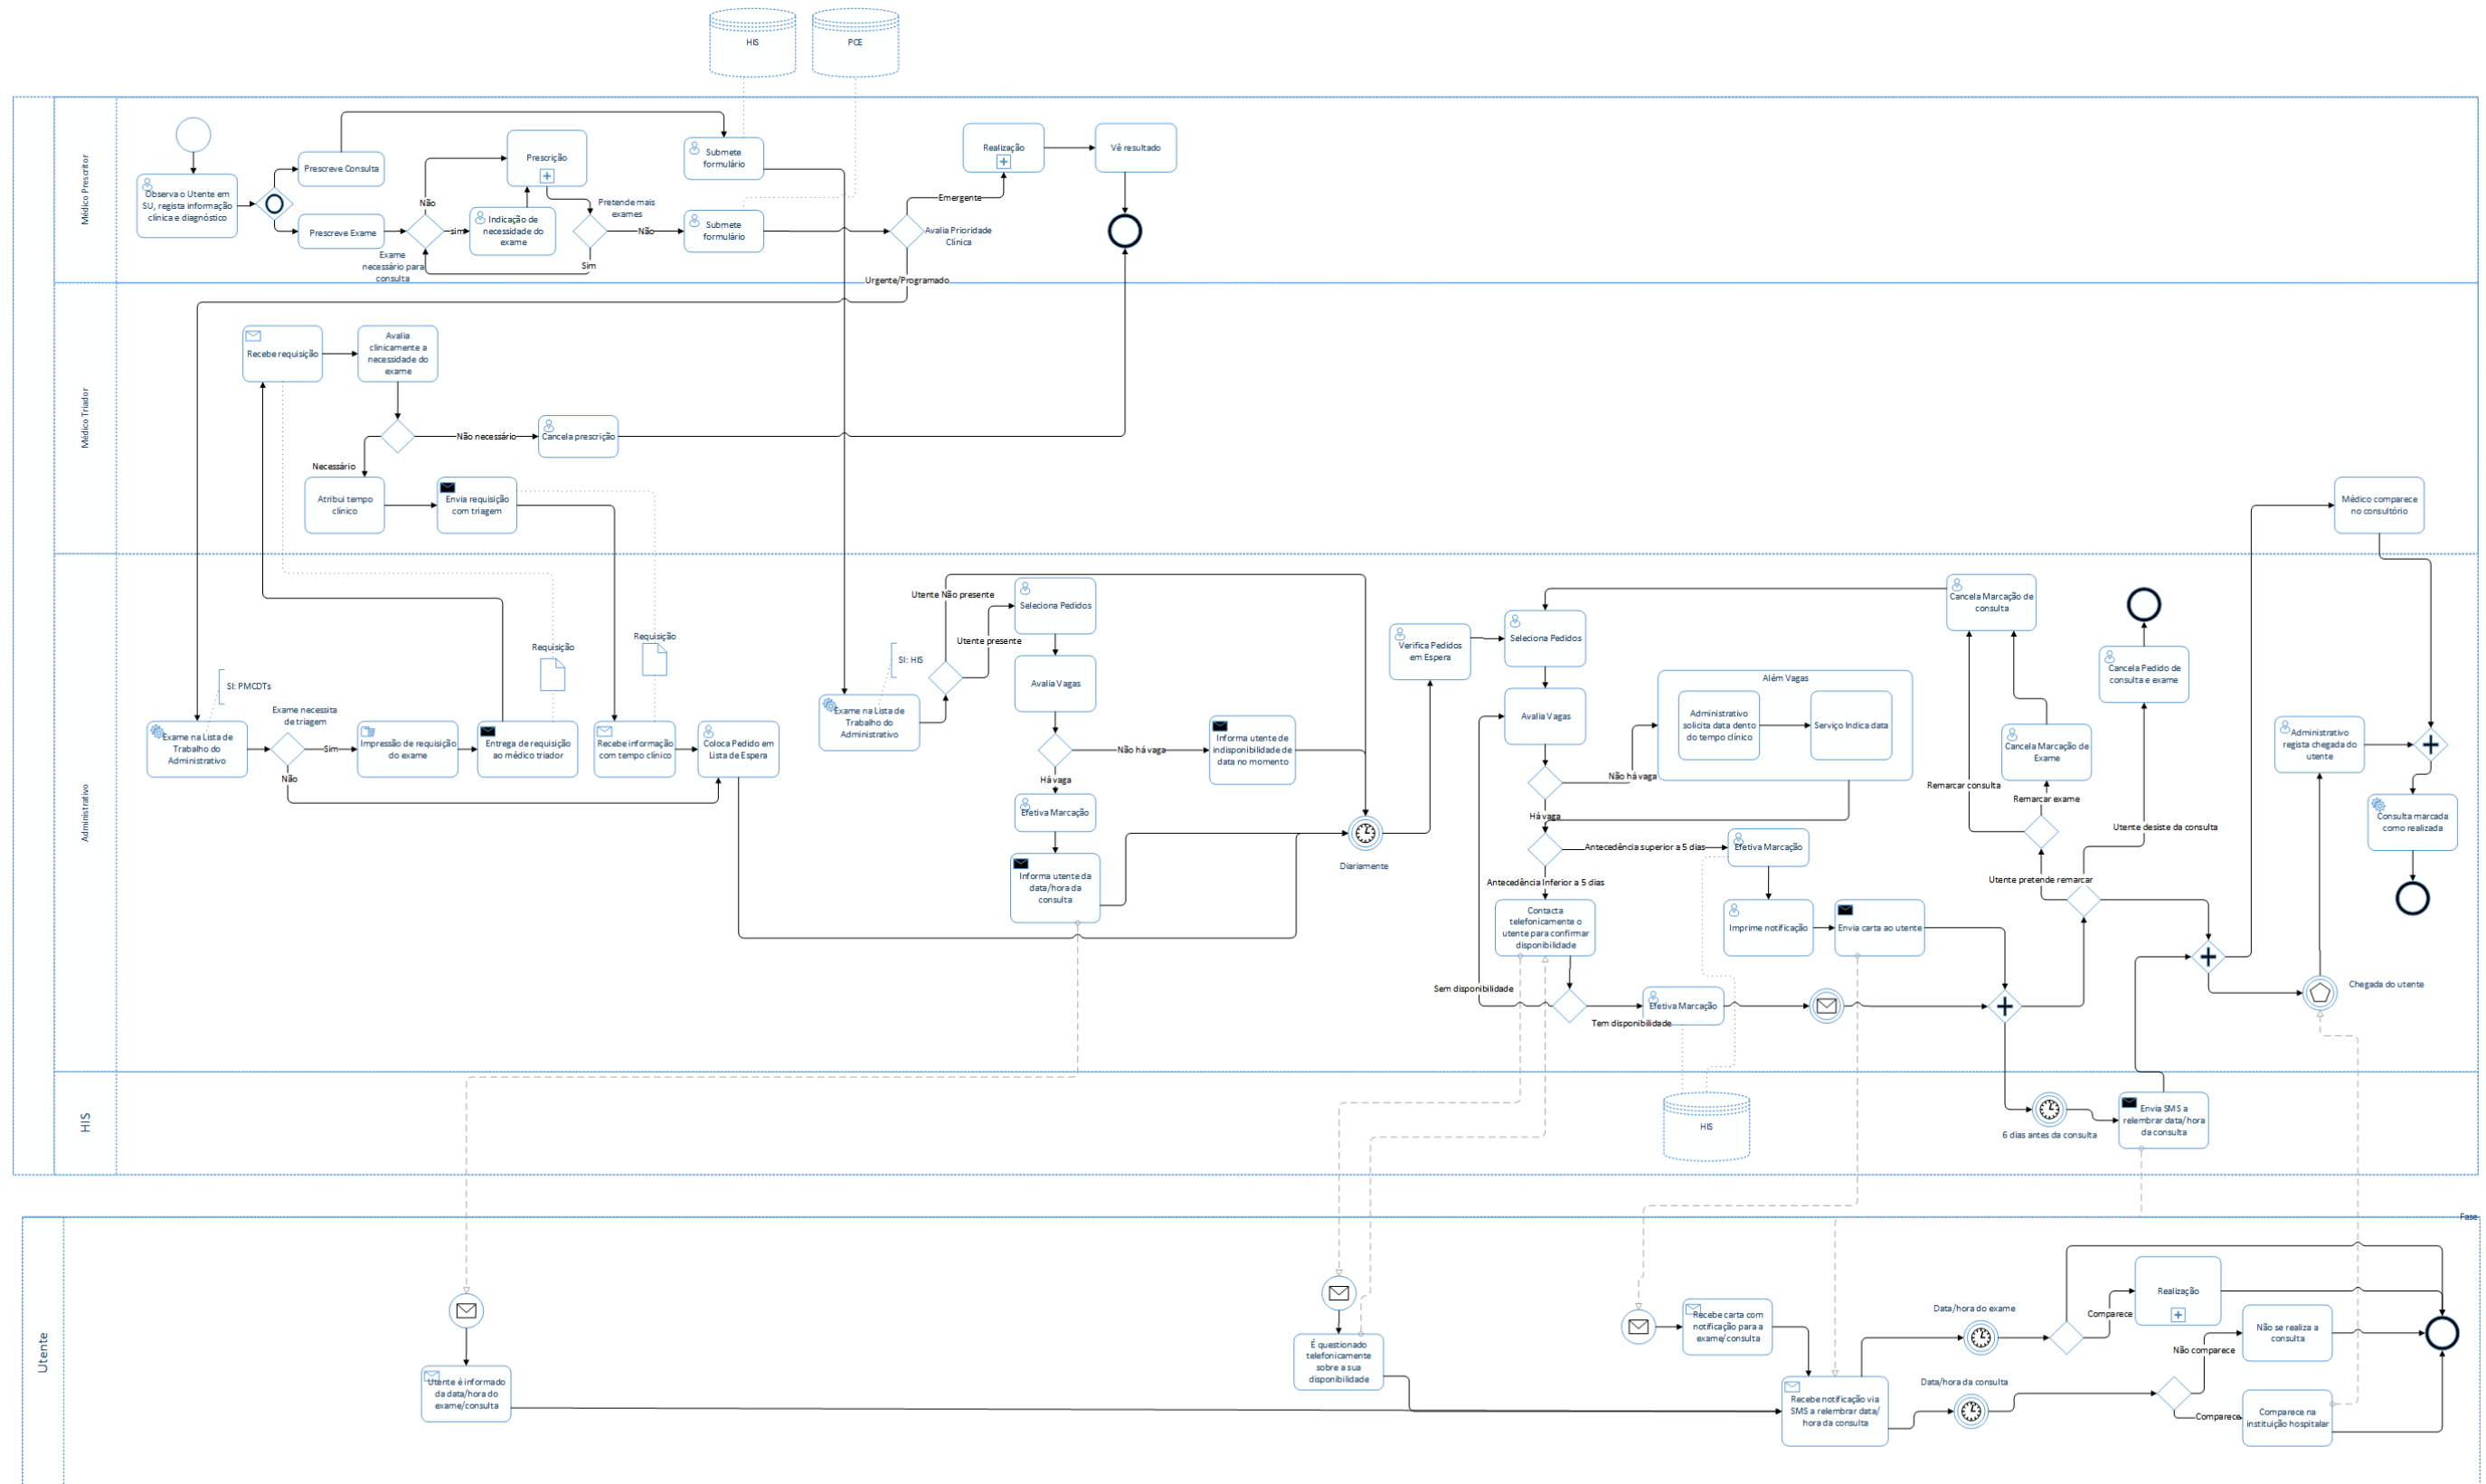 HIS
PCE
Médico Prescritor
Observa o Utente em
SU, regista informação
clínica e diagnóstico
Prescreve Consulta
Prescreve Exame
Não
sim
Exame
necessário para
consulta
Prescrição
Indicação de
necessidade do
exame
Pretende mais
exames
Não
Sim
Submete
formulário
Submete
formulário
Emergente
Avalia Prioridade
Clínica
Urgente/Programado
Realização
Vê resultado
Médico Triador
Recebe requisição
Avalia
clinicamente a
necessidade do
exame
Não necessário
Cancela prescrição
Necessário
Atribui tempo
clínico
Envia requisição
com triagem
Médico comparece
no consultório
Administrativo
SI: PMCDTs
Exame na Lista de
Trabalho do
Administrativo
Exame necessita
de triagem
Sim
Não
Impressão de requisição
do exame
Entrega de requisição
ao médico triador
Requisição
Requisição
Recebe informação
com tempo clínico
Coloca Pedido em
Lista de Espera
SI: HIS
Exame na Lista de
Trabalho do
Administrativo
Utente Não presente
Utente presente
Seleciona Pedidos
Avalia Vagas
Não há vaga
Há vaga
Informa utente de
indisponibilidade de
data no momento
Efetiva Marcação
Informa utente da
data/hora da
consulta
Diariamente
Verifica Pedidos
em Espera
Seleciona Pedidos
Avalia Vagas
Não há vaga
Há vaga
Além Vagas
Administrativo
solicita data dento
do tempo clínico
Serviço Indica data
Antecedência superior a 5 dias
Efetiva Marcação
Antecedência Inferior a 5 dias
Contacta
telefonicamente o
utente para confirmar
disponibilidade
Imprime notificação
Envia carta ao utente
Sem disponibilidade
Tem disponibilidade
Efetiva Marcação
Cancela Marcação de
consulta
Cancela Marcação de
Exame
Remarcar consulta
Remarcar exame
Cancela Pedido de
consulta e exame
Utente desiste da consulta
Utente pretende remarcar
Administrativo
regista chegada do
utente
Consulta marcada
como realizada
Chegada do utente
HIS
HIS
6 dias antes da consulta
Envia SMS a
relembrar data/hora
da consulta
Fase
Utente
Utente é informado
da data/hora do
exame/consulta
É questionado
telefonicamente
sobre a sua
disponibilidade
Recebe carta com
notificação para a
exame/consulta
Recebe notificação via
SMS a relembrar data/
hora da consulta
Data/hora do exame
Data/hora da consulta
Comparece
Realização
Não comparece
Não se realiza a
consulta
Comparece
Comparece na
instituição hospitalar